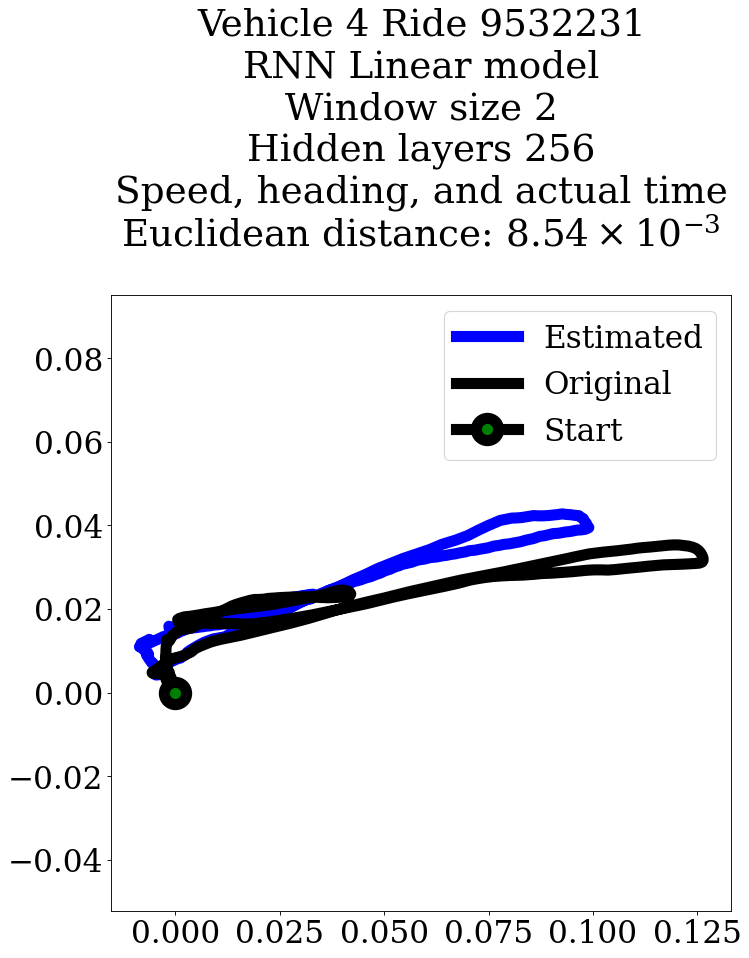 Vehicle 4 Ride 9532231
RNN Linear model
Window size 2
Hidden layers 256
Speed, heading, and actual time
Euclidean distance: 8.54 × 10⁻³
Estimated
Original
Start
0.08
0.06
0.04
0.02
0.00
−0.02
−0.04
0.000 0.025 0.050 0.075 0.100 0.125